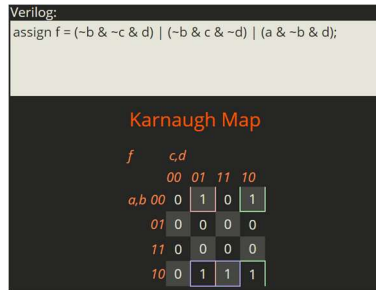 Verilog:
assign f = (~b & ~c & d) | (~b & c & ~d) | (a & ~b & d);
Karnaugh Map
f c,d
00 01 11 10
a,b 00 0 1 0 1
01 0 0 0 0
11 0 0 0 0
10 0 1 1 1